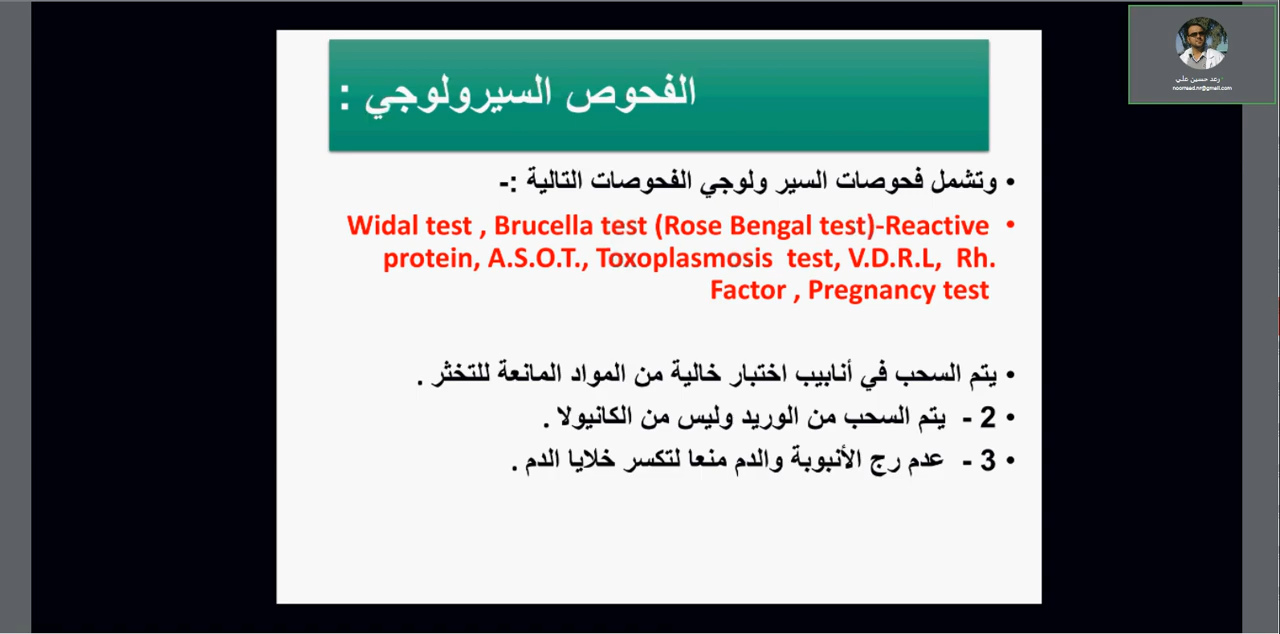 الفحوص السيرولوجي :
• وتشمل فحوصات السير ولوجي الفحوصات التالية :-
• Widal test , Brucella test (Rose Bengal test)-Reactive
protein, A.S.O.T., Toxoplasmosis test, V.D.R.L, Rh.
Factor , Pregnancy test
• يتم السحب في أنابيب اختبار خالية من المواد المانعة للتخثر .
• 2 - يتم السحب من الوريد وليس من الكانيولا .
• 3 - عدم رج الأنبوبة والدم منعا لتكسر خلايا الدم .
رعد حسين علي
noorraad.nr@gmail.com